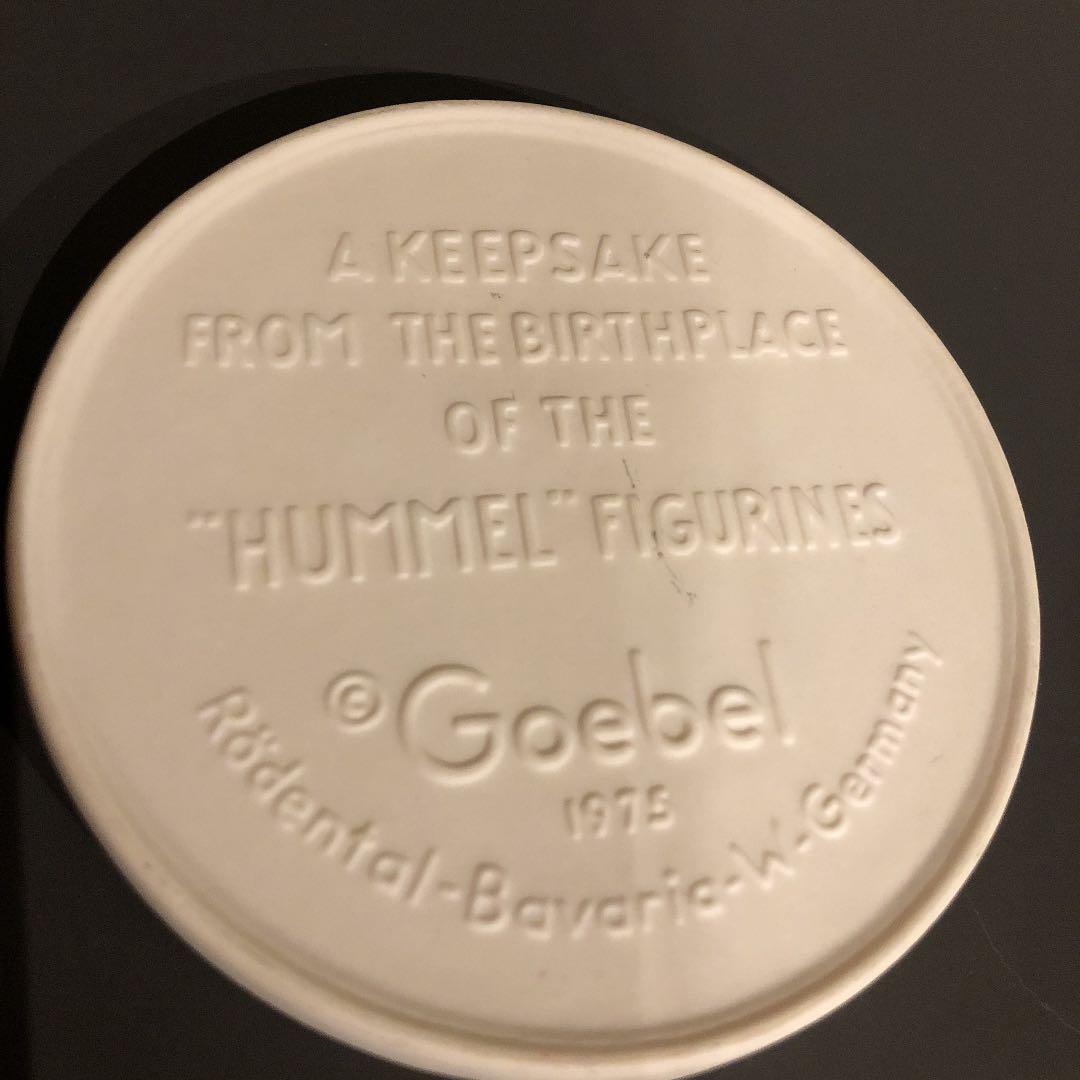 A KEEPSAKE
FROM THE BIRTHPLACE
OF THE
"HUMMEL" FIGURINES
©Goebel
1975
Rödental-Bavaria-W-Germany